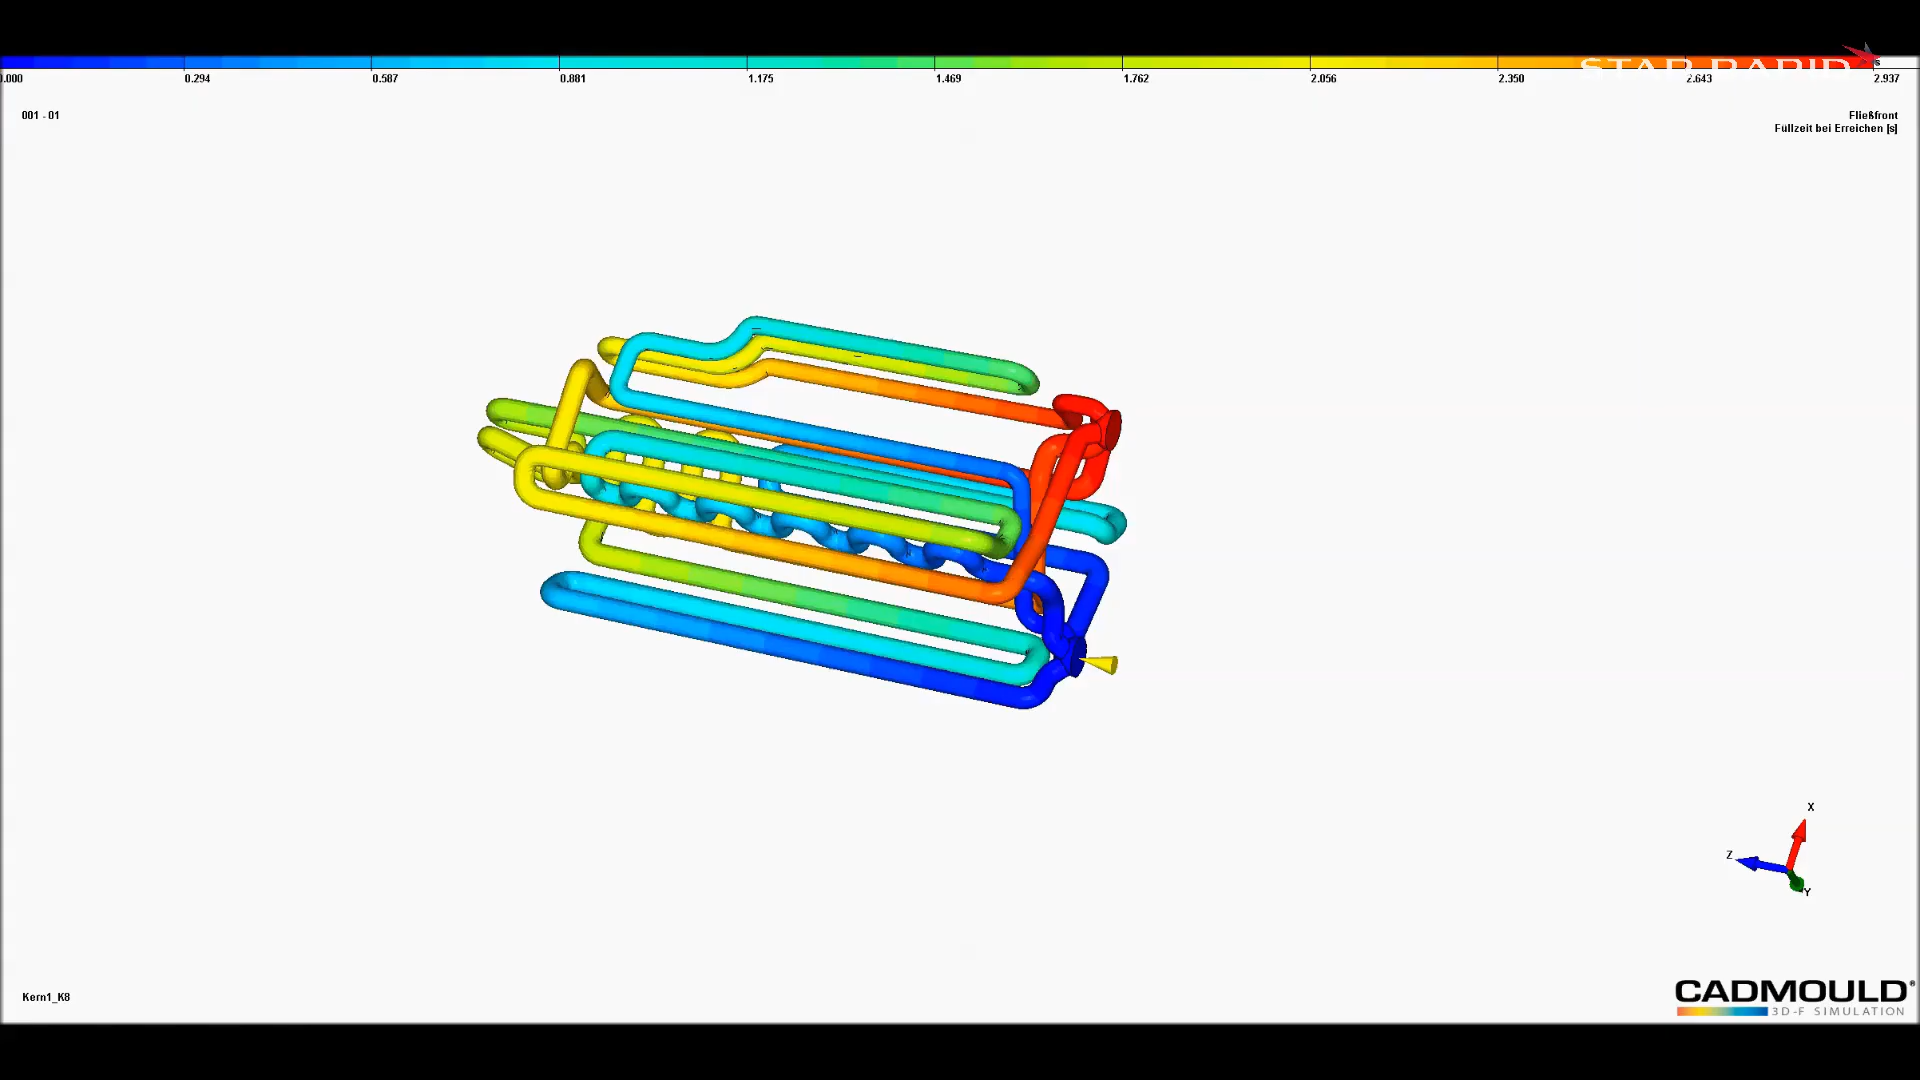 0.000 0.294 0.587 0.881 1.175 1.469 1.762 2.056 2.350 2.643 2.937
STAR RAPID
s
001 - 01
Fließfront
Füllzeit bei Erreichen [s]
X
Z
Y
Kern1_K8
CADMOULD®
3D-F SIMULATION